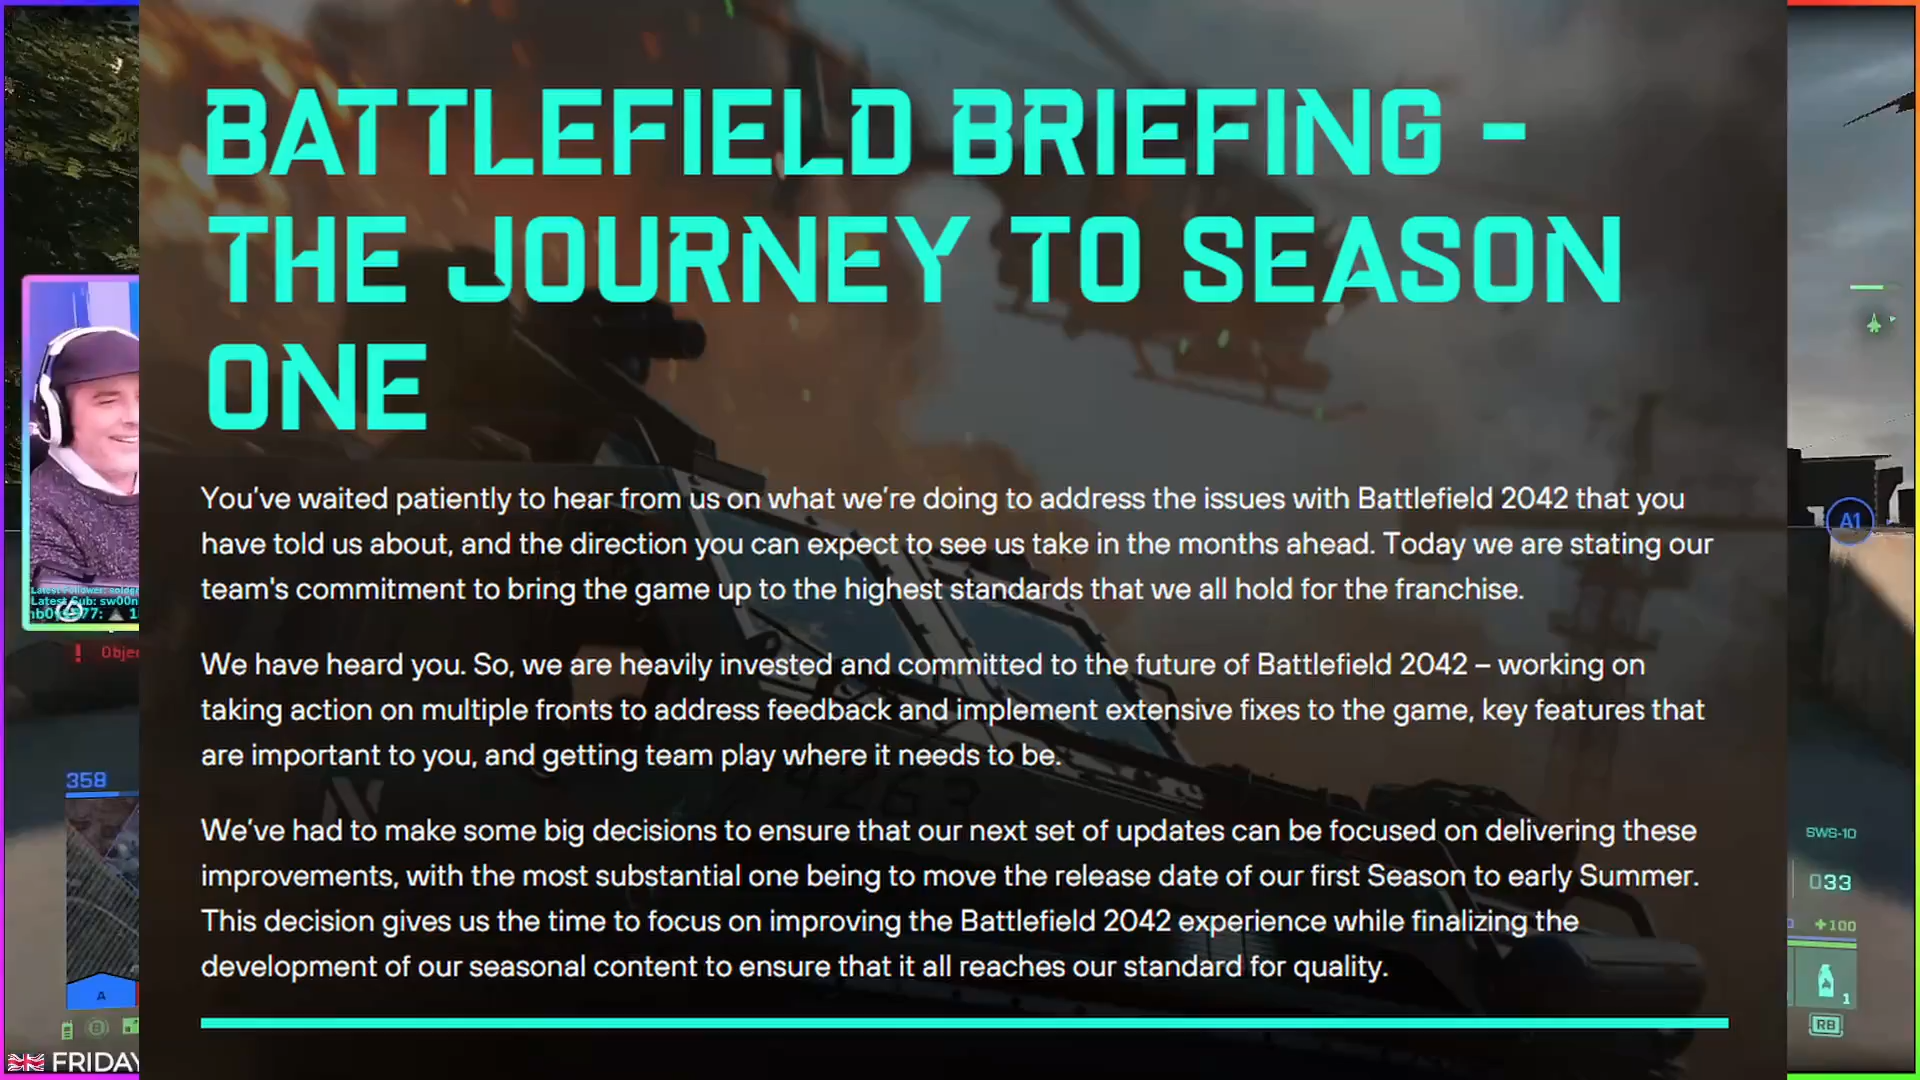 BATTLEFIELD BRIEFING -
THE JOURNEY TO SEASON
ONE
You've waited patiently to hear from us on what we're doing to address the issues with Battlefield 2042 that you
have told us about, and the direction you can expect to see us take in the months ahead. Today we are stating our
team's commitment to bring the game up to the highest standards that we all hold for the franchise.
We have heard you. So, we are heavily invested and committed to the future of Battlefield 2042 – working on
taking action on multiple fronts to address feedback and implement extensive fixes to the game, key features that
are important to you, and getting team play where it needs to be.
We've had to make some big decisions to ensure that our next set of updates can be focused on delivering these
improvements, with the most substantial one being to move the release date of our first Season to early Summer.
This decision gives us the time to focus on improving the Battlefield 2042 experience while finalizing the
development of our seasonal content to ensure that it all reaches our standard for quality.
Latest Follower:
Latest Sub: sw00n
! Objec
358
A
B
FRIDAY
A1
SWS-10
033
+100
1
RB
4263